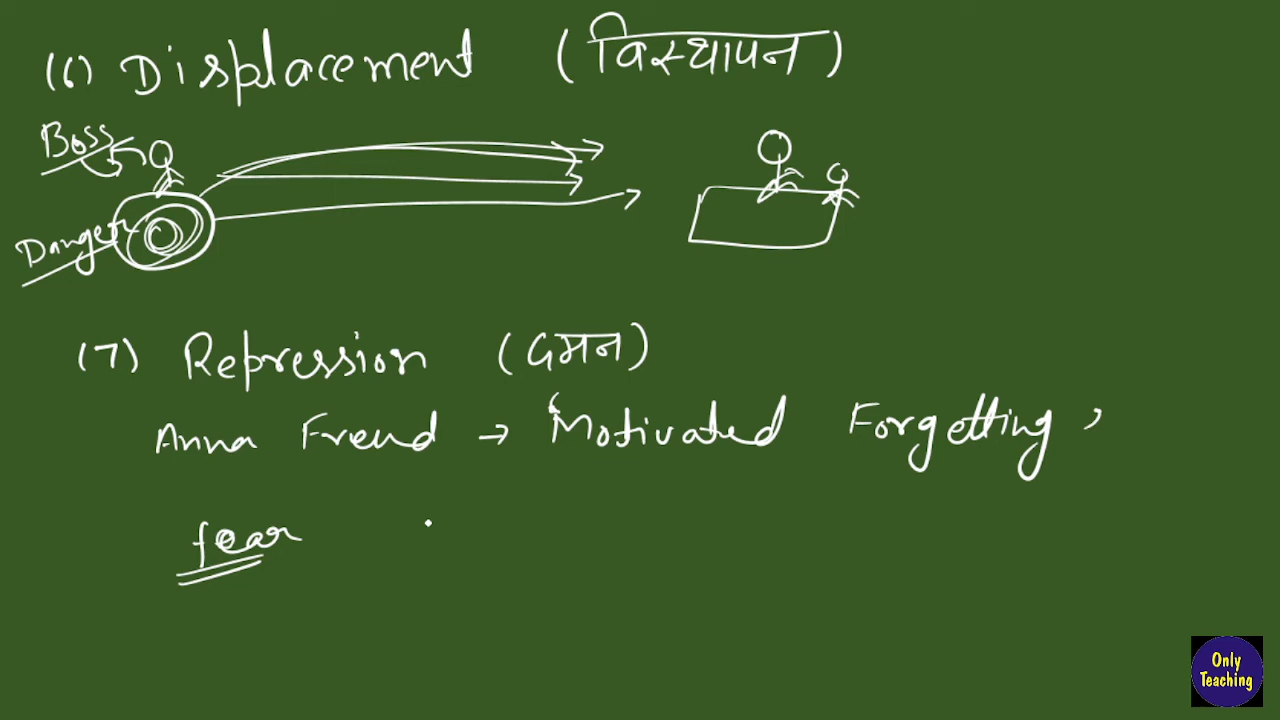 (6) Displacement (विस्थापन)
Boss
Danger
(7) Repression (दमन)
Anna Freud → "Motivated Forgetting,
fear
Only
Teaching